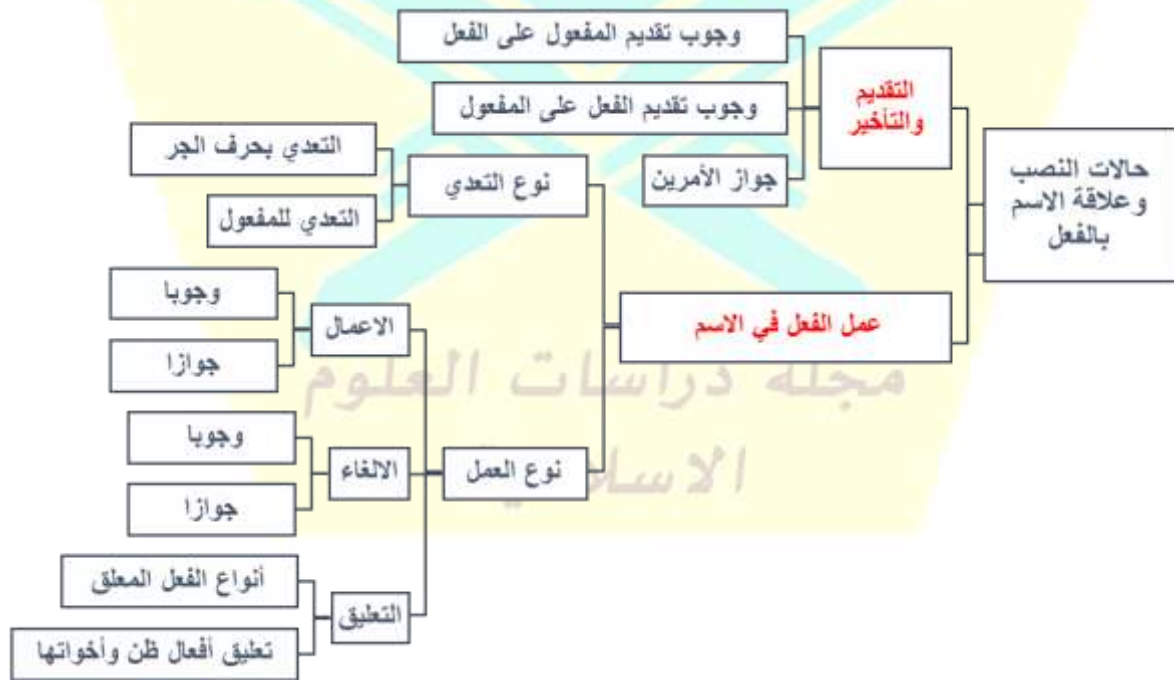 حالات النصب
وعلاقة الاسم
بالفعل
التقديم
والتأخير
وجوب تقديم المفعول على الفعل
وجوب تقديم الفعل على المفعول
جواز الأمرين
عمل الفعل في الاسم
نوع التعدي
التعدي بحرف الجر
التعدي للمفعول
نوع العمل
الاعمال
وجوبا
جوازا
الالغاء
وجوبا
جوازا
التعليق
أنواع الفعل المعلق
تعليق أفعال ظن وأخواتها
مجلة دراسات العلوم